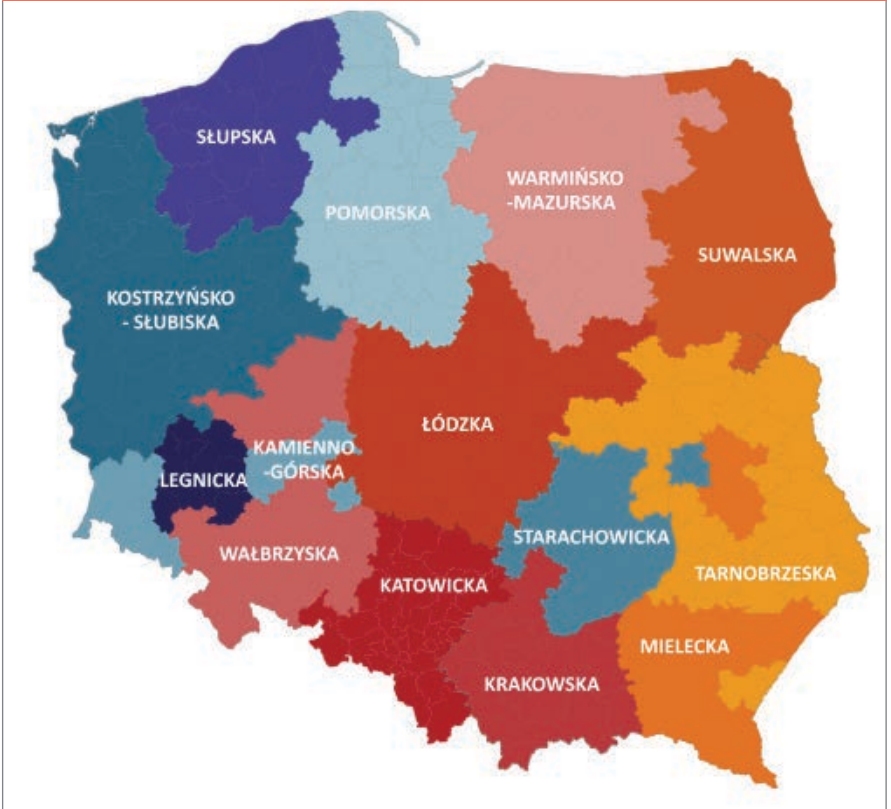 SŁUPSKA
POMORSKA
WARMIŃSKO
-MAZURSKA
SUWALSKA
KOSTRZYŃSKO
- SŁUBISKA
ŁÓDZKA
KAMIENNO
-GÓRSKA
LEGNICKA
WAŁBRZYSKA
STARACHOWICKA
KATOWICKA
TARNOBRZESKA
MIELECKA
KRAKOWSKA